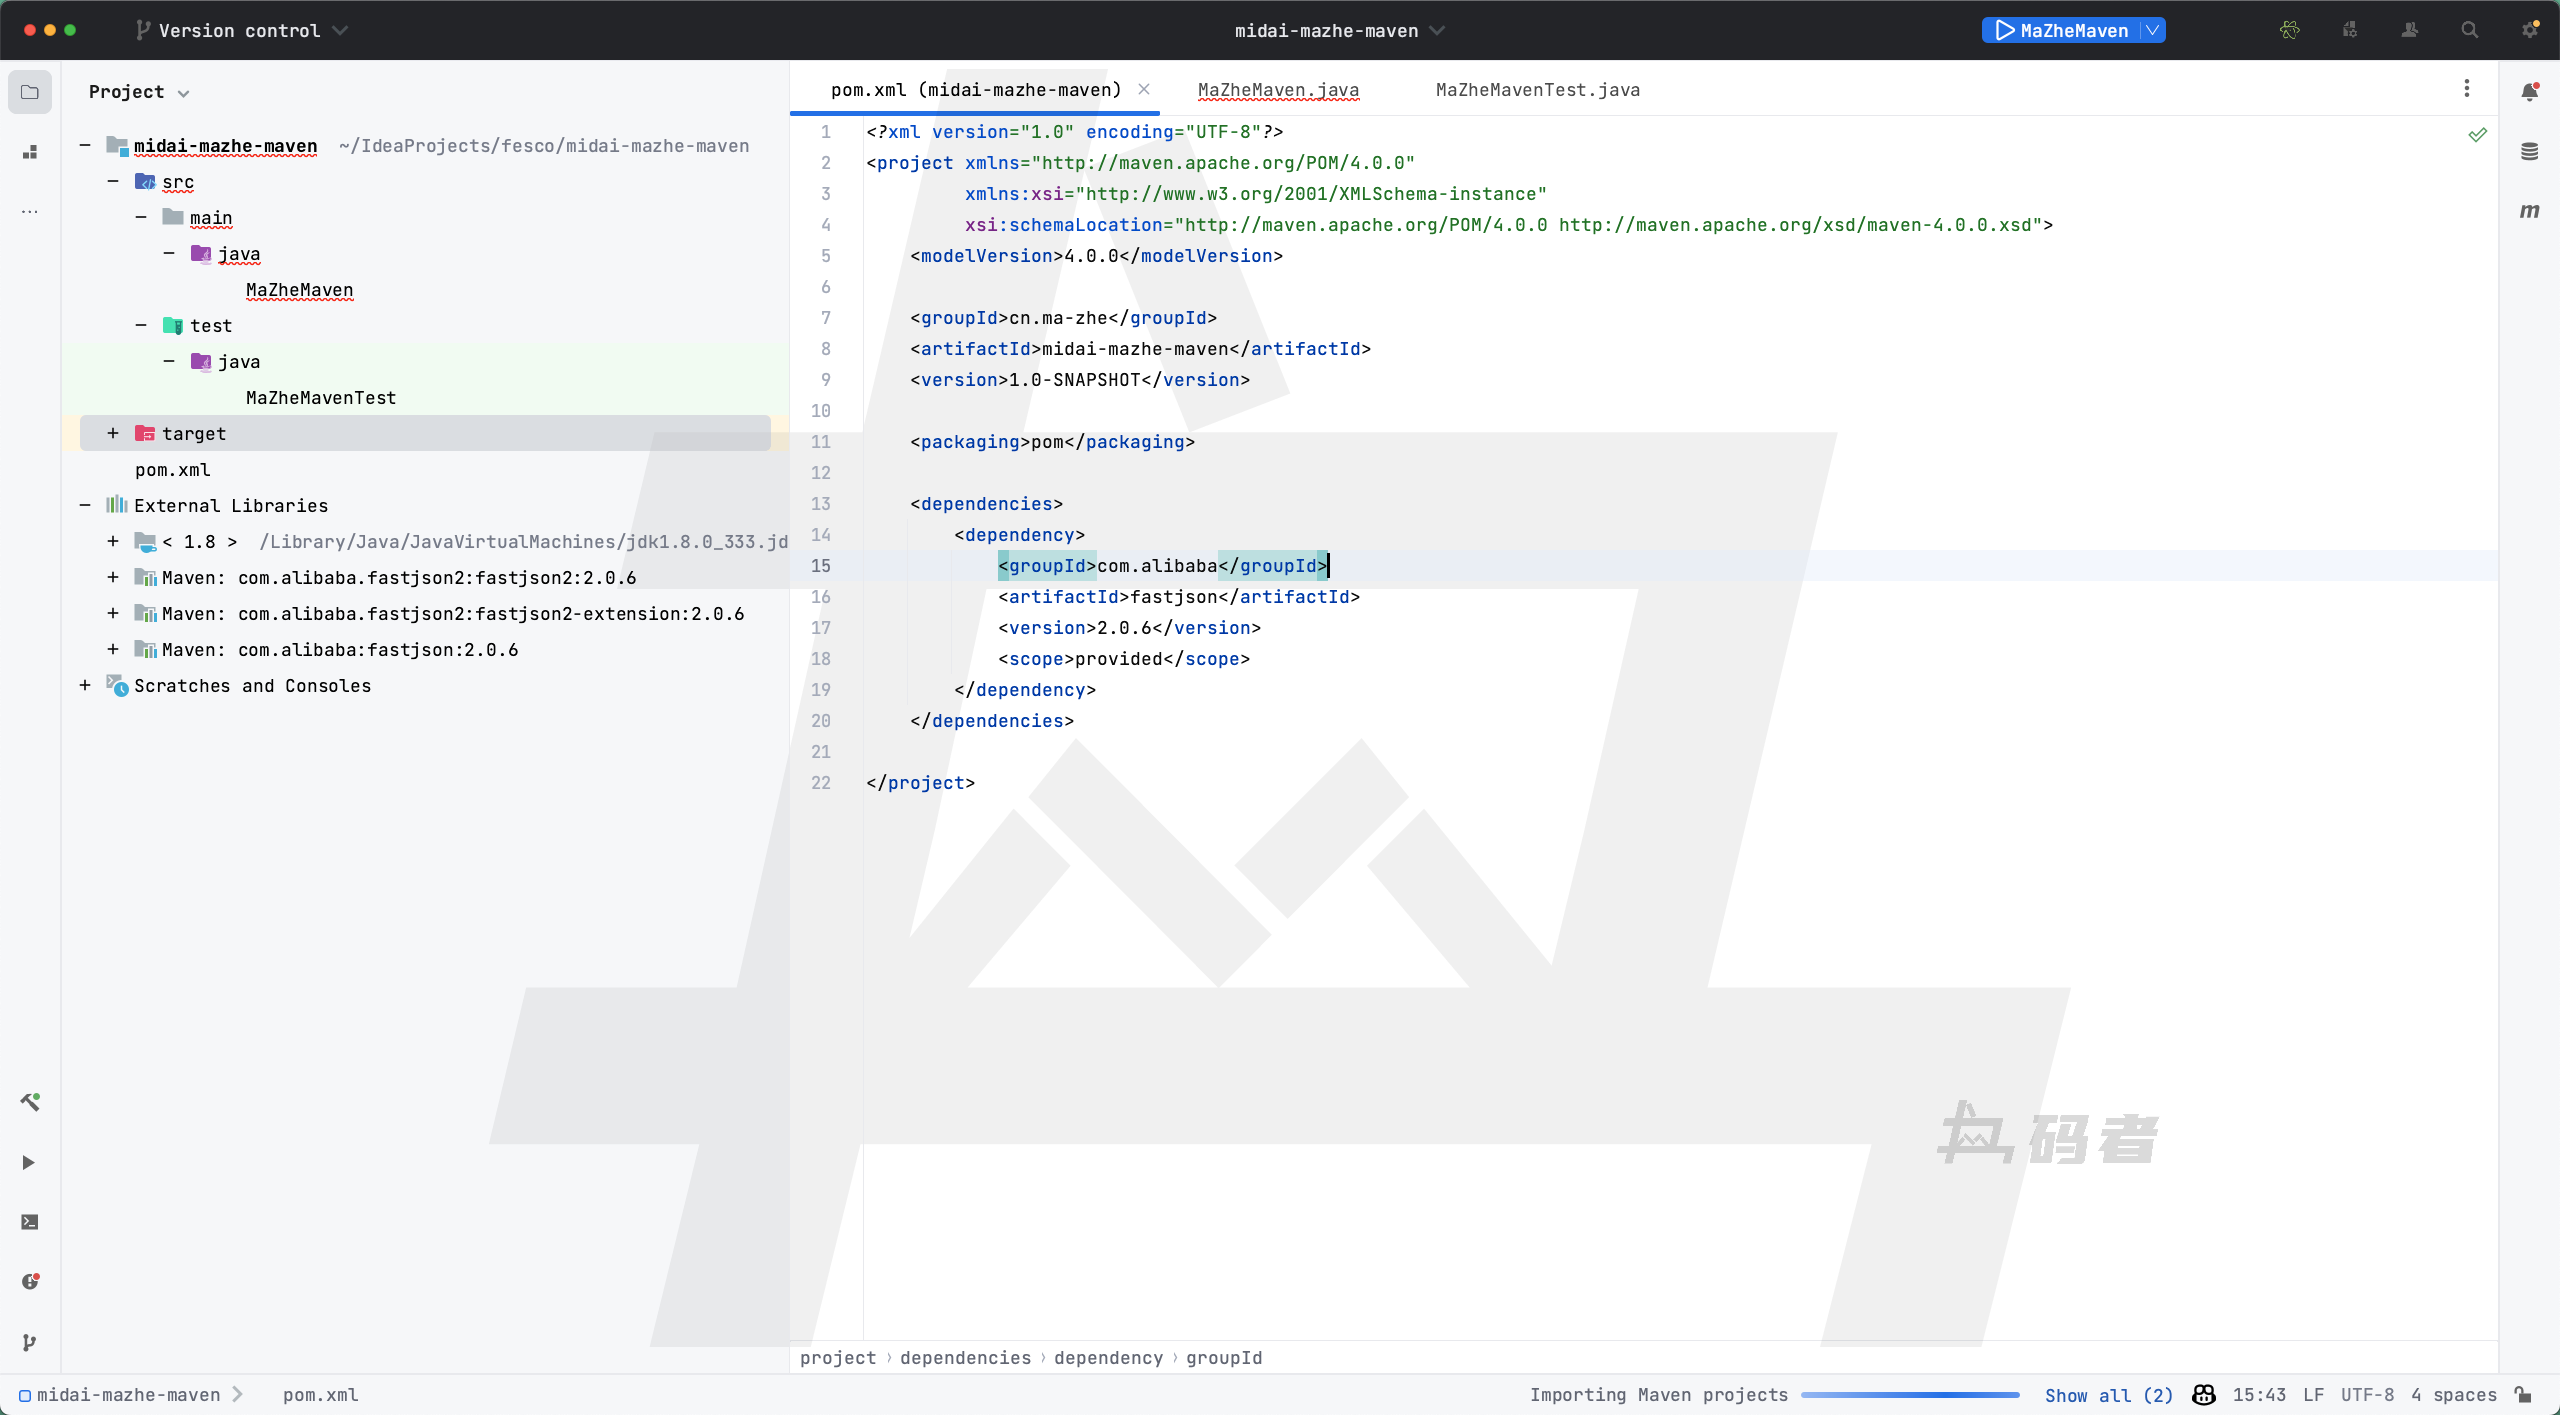 Version control
midai-mazhe-maven
MaZheMaven
Project
midai-mazhe-maven ~/IdeaProjects/fesco/midai-mazhe-maven
src
main
java
MaZheMaven
test
java
MaZheMavenTest
target
pom.xml
External Libraries
< 1.8 > /Library/Java/JavaVirtualMachines/jdk1.8.0_333.jd
Maven: com.alibaba.fastjson2:fastjson2:2.0.6
Maven: com.alibaba.fastjson2:fastjson2-extension:2.0.6
Maven: com.alibaba:fastjson:2.0.6
Scratches and Consoles
pom.xml (midai-mazhe-maven)
MaZheMaven.java
MaZheMavenTest.java
1 <?xml version="1.0" encoding="UTF-8"?>
2 <project xmlns="http://maven.apache.org/POM/4.0.0"
3 xmlns:xsi="http://www.w3.org/2001/XMLSchema-instance"
4 xsi:schemaLocation="http://maven.apache.org/POM/4.0.0 http://maven.apache.org/xsd/maven-4.0.0.xsd">
5 <modelVersion>4.0.0</modelVersion>
6
7 <groupId>cn.ma-zhe</groupId>
8 <artifactId>midai-mazhe-maven</artifactId>
9 <version>1.0-SNAPSHOT</version>
10
11 <packaging>pom</packaging>
12
13 <dependencies>
14 <dependency>
15 <groupId>com.alibaba</groupId>
16 <artifactId>fastjson</artifactId>
17 <version>2.0.6</version>
18 <scope>provided</scope>
19 </dependency>
20 </dependencies>
21
22 </project>
m
码者
project › dependencies › dependency › groupId
midai-mazhe-maven
pom.xml
Importing Maven projects
Show all (2)
15:43
LF
UTF-8
4 spaces